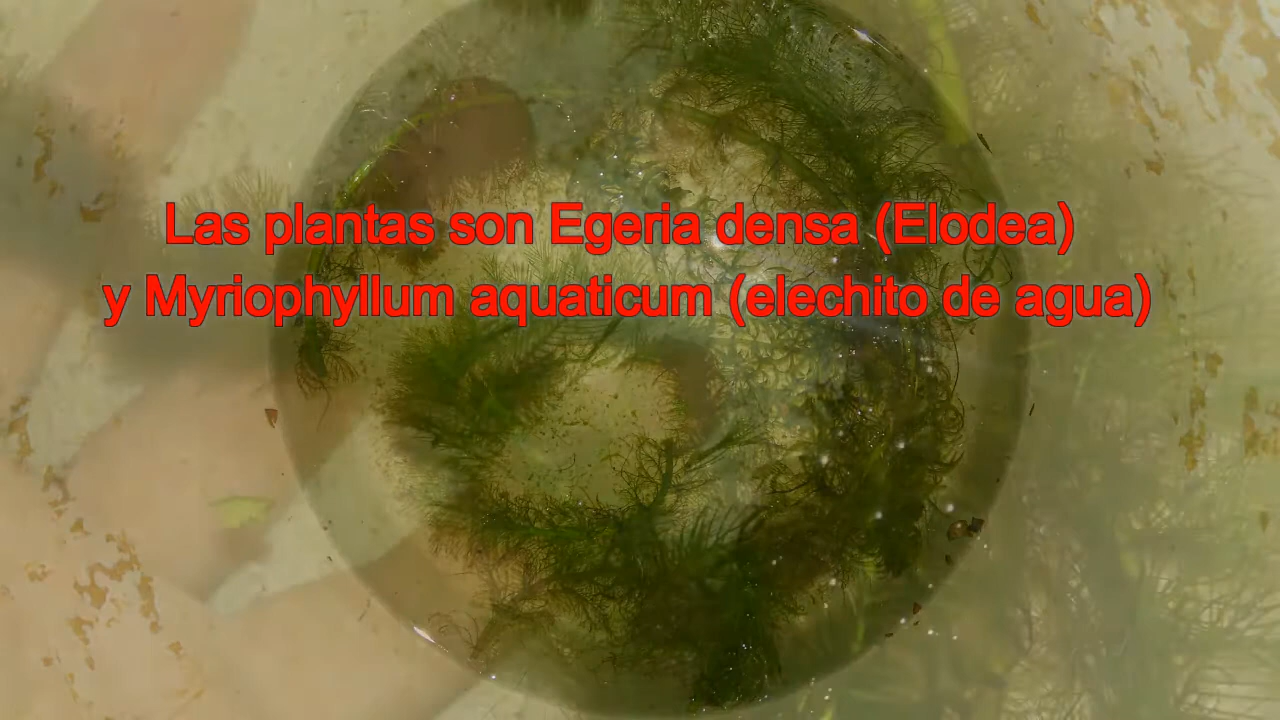 Las plantas son Egeria densa (Elodea)
y Myriophyllum aquaticum (elechito de agua)